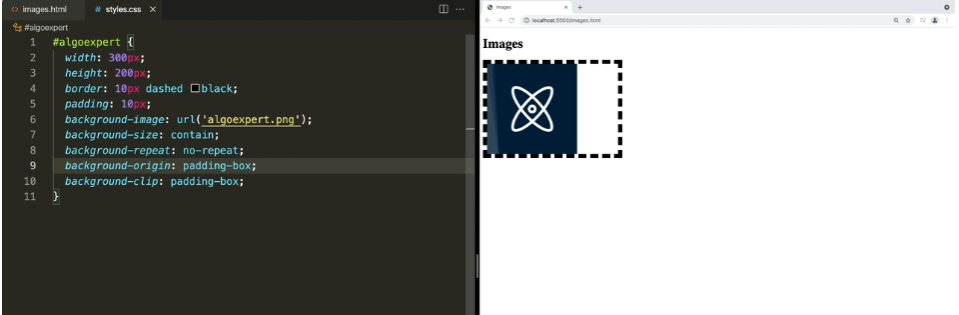 images.html
# styles.css ×
#algoexpert
1 #algoexpert {
2 width: 300px;
3 height: 200px;
4 border: 10px dashed black;
5 padding: 10px;
6 background-image: url('algoexpert.png');
7 background-size: contain;
8 background-repeat: no-repeat;
9 background-origin: padding-box;
10 background-clip: padding-box;
11 }
Images
localhost:5500/images.html
Images